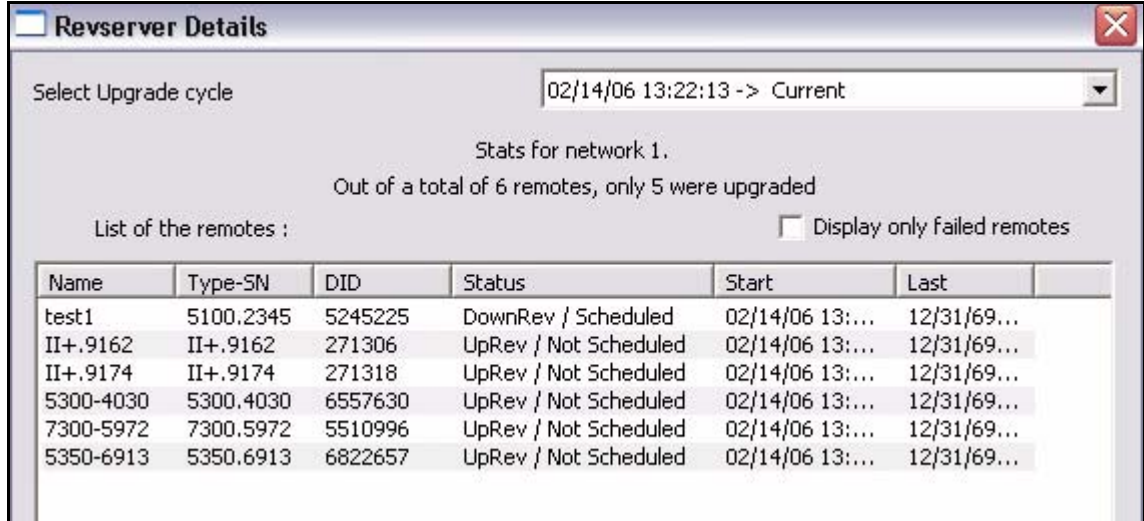 Revserver Details
Select Upgrade cycle 02/14/06 13:22:13 -> Current
Stats for network 1.
Out of a total of 6 remotes, only 5 were upgraded
List of the remotes : Display only failed remotes
Name Type-SN DID Status Start Last
test1 5100.2345 5245225 DownRev / Scheduled 02/14/06 13:... 12/31/69...
II+.9162 II+.9162 271306 UpRev / Not Scheduled 02/14/06 13:... 12/31/69...
II+.9174 II+.9174 271318 UpRev / Not Scheduled 02/14/06 13:... 12/31/69...
5300-4030 5300.4030 6557630 UpRev / Not Scheduled 02/14/06 13:... 12/31/69...
7300-5972 7300.5972 5510996 UpRev / Not Scheduled 02/14/06 13:... 12/31/69...
5350-6913 5350.6913 6822657 UpRev / Not Scheduled 02/14/06 13:... 12/31/69...